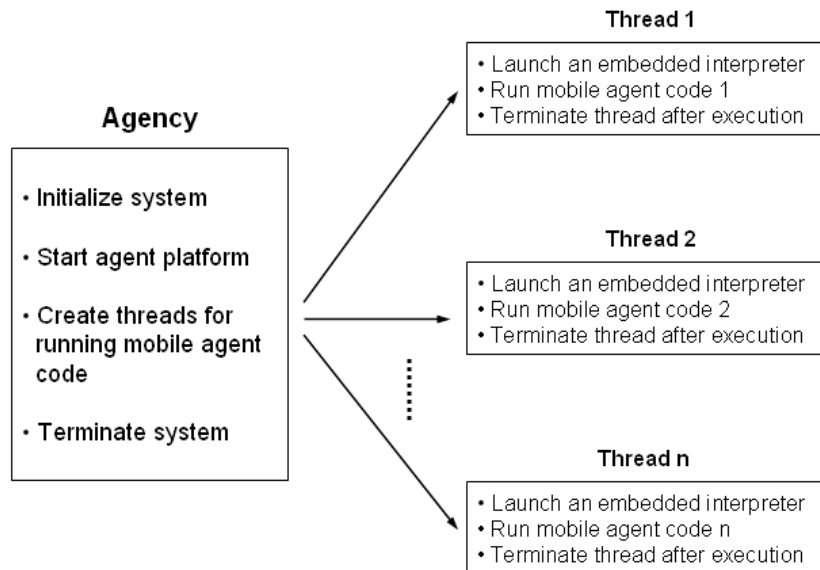 Agency
• Initialize system
• Start agent platform
• Create threads for
running mobile agent
code
• Terminate system
Thread 1
• Launch an embedded interpreter
• Run mobile agent code 1
• Terminate thread after execution
Thread 2
• Launch an embedded interpreter
• Run mobile agent code 2
• Terminate thread after execution
Thread n
• Launch an embedded interpreter
• Run mobile agent code n
• Terminate thread after execution